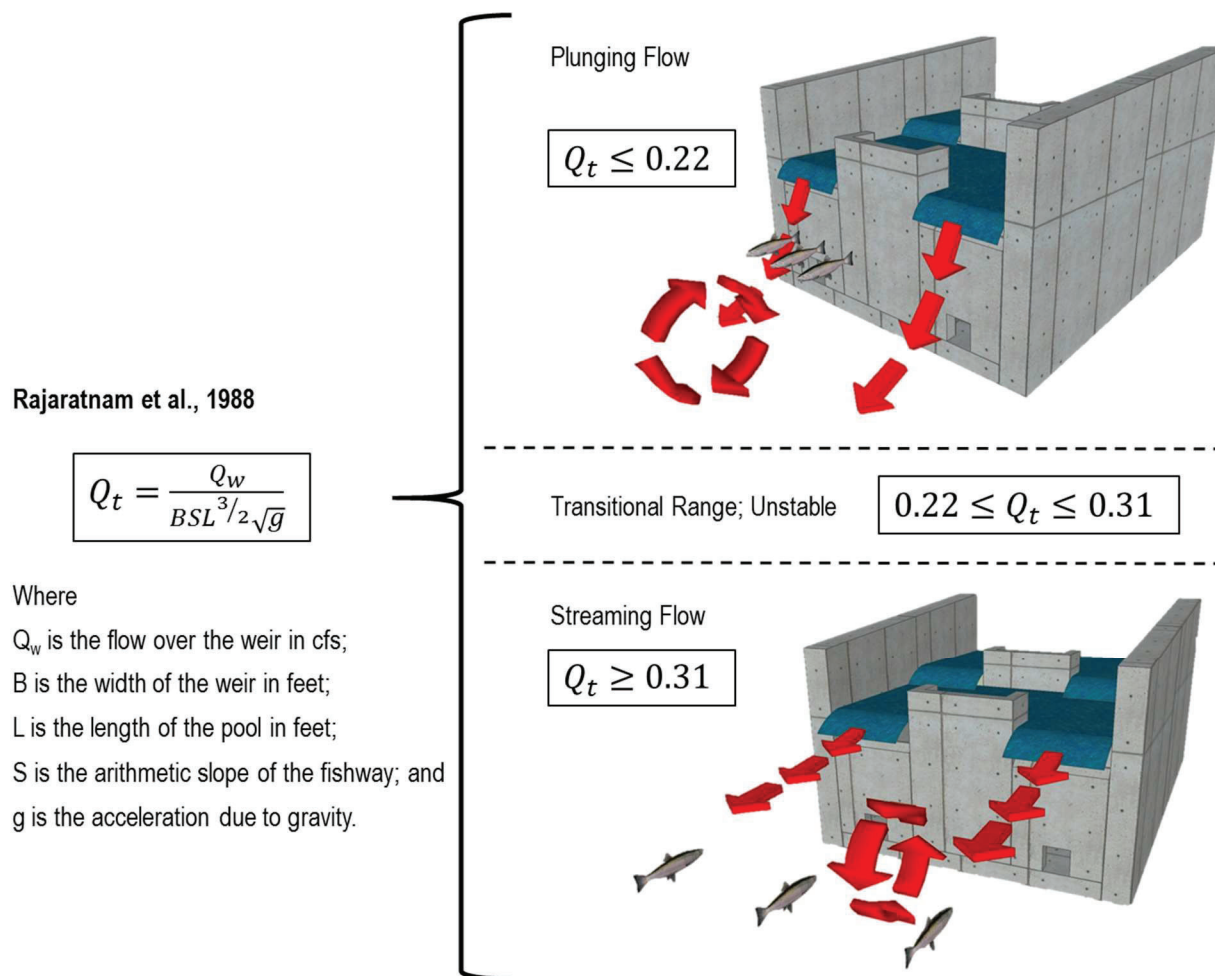 Rajaratnam et al., 1988
Q_t = Q_w / BSL^3/2 √g
Where
Q_w is the flow over the weir in cfs;
B is the width of the weir in feet;
L is the length of the pool in feet;
S is the arithmetic slope of the fishway; and
g is the acceleration due to gravity.
Plunging Flow
Q_t ≤ 0.22
Transitional Range; Unstable
0.22 ≤ Q_t ≤ 0.31
Streaming Flow
Q_t ≥ 0.31